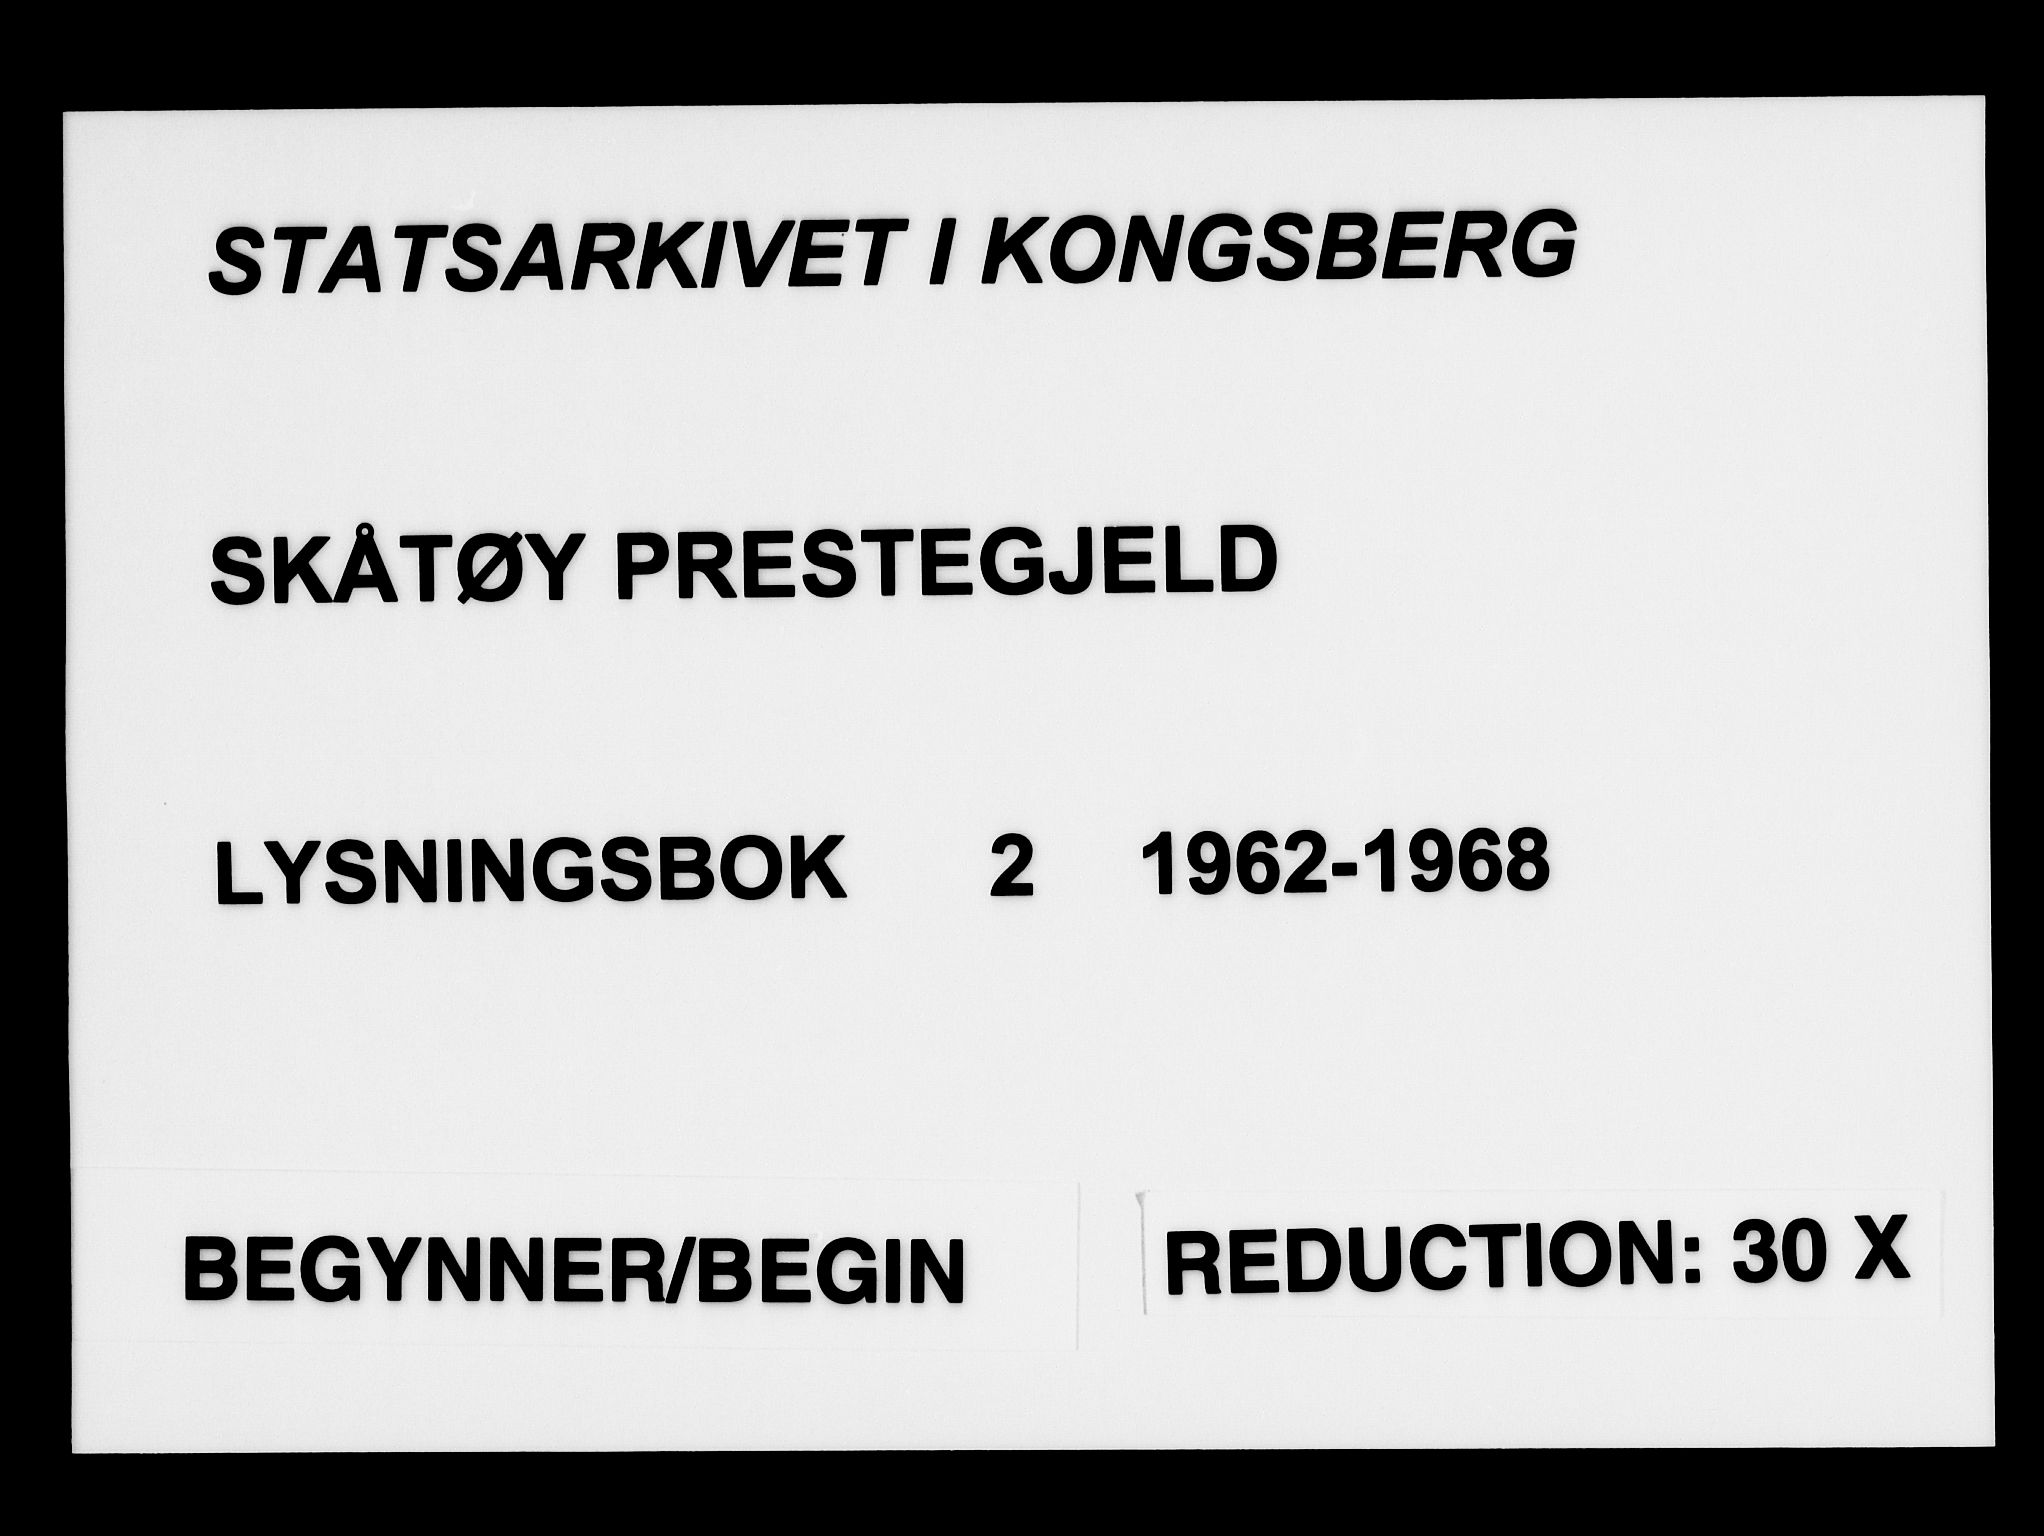 STATSARKIVET I KONGSBERG
SKÅTØY PRESTEGJELD
LYSNINGSBOK 2 1962-1968
BEGYNNER/BEGIN
REDUCTION: 30 X